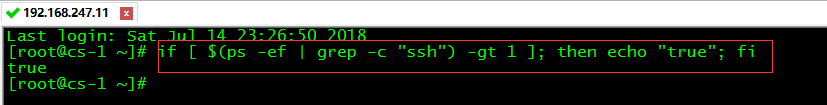 192.168.247.11 x
Last login: Sat Jul 14 23:26:50 2018
[root@cs-1 ~]# if [ $(ps -ef | grep -c "ssh") -gt 1 ]; then echo "true"; fi
true
[root@cs-1 ~]#